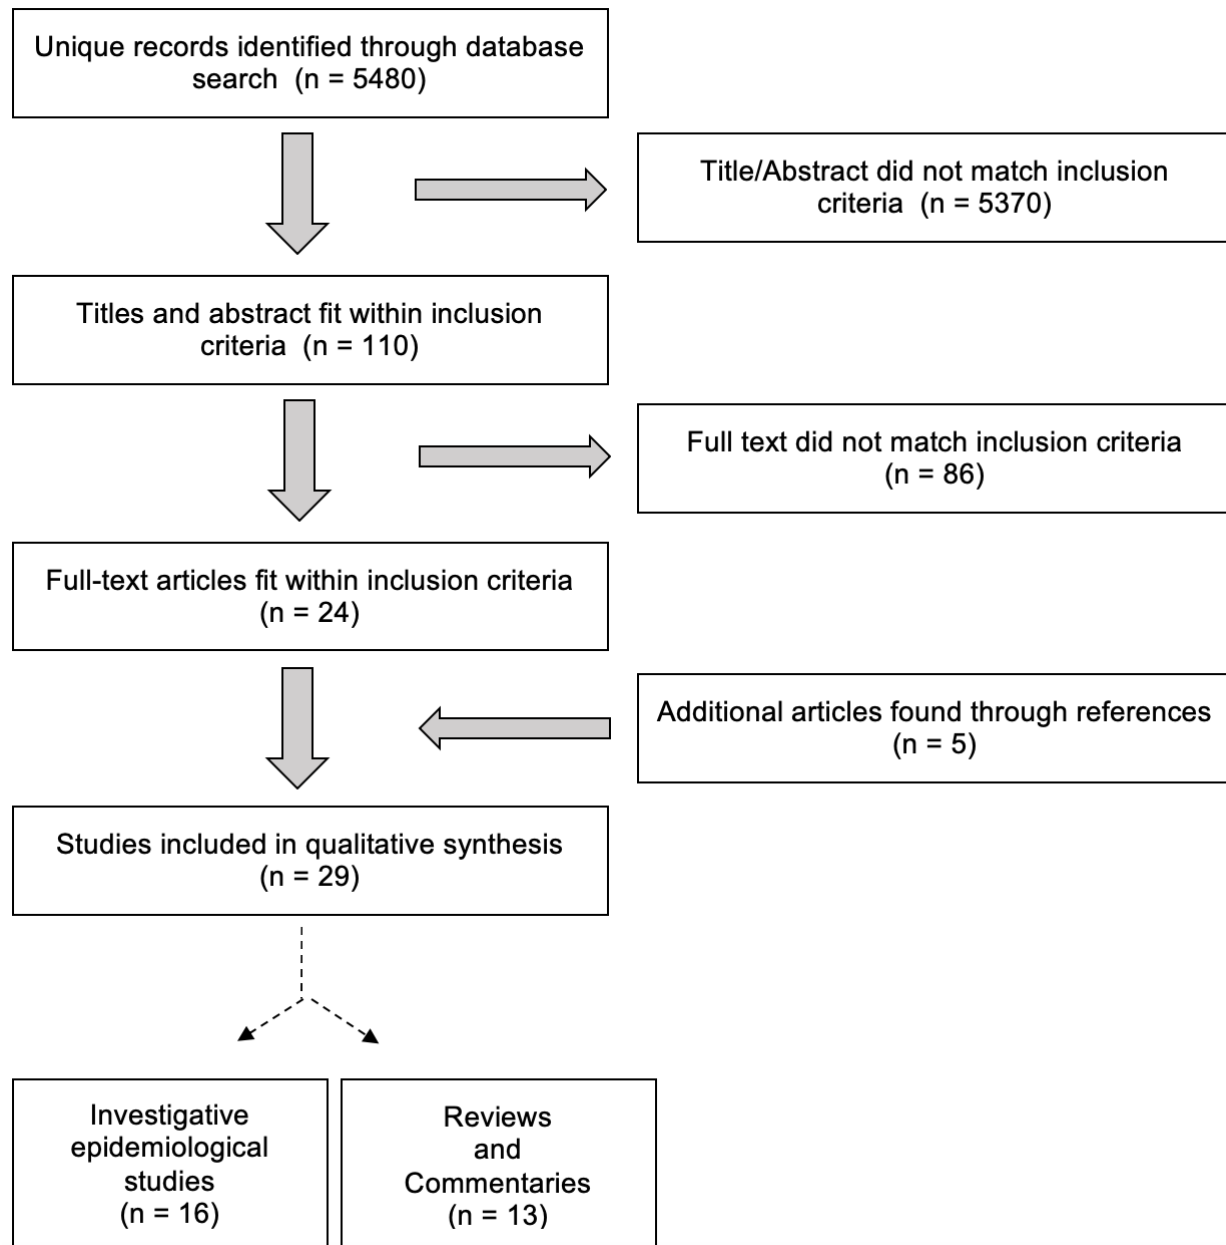 Unique records identified through database
search  (n = 5480)
Title/Abstract did not match inclusion
criteria  (n = 5370)
Titles and abstract fit within inclusion
criteria  (n = 110)
Full text did not match inclusion criteria
(n = 86)
Full-text articles fit within inclusion criteria
(n = 24)
Additional articles found through references
(n = 5)
Studies included in qualitative synthesis
(n = 29)
Investigative
epidemiological
studies
(n = 16)
Reviews
and
Commentaries
(n = 13)